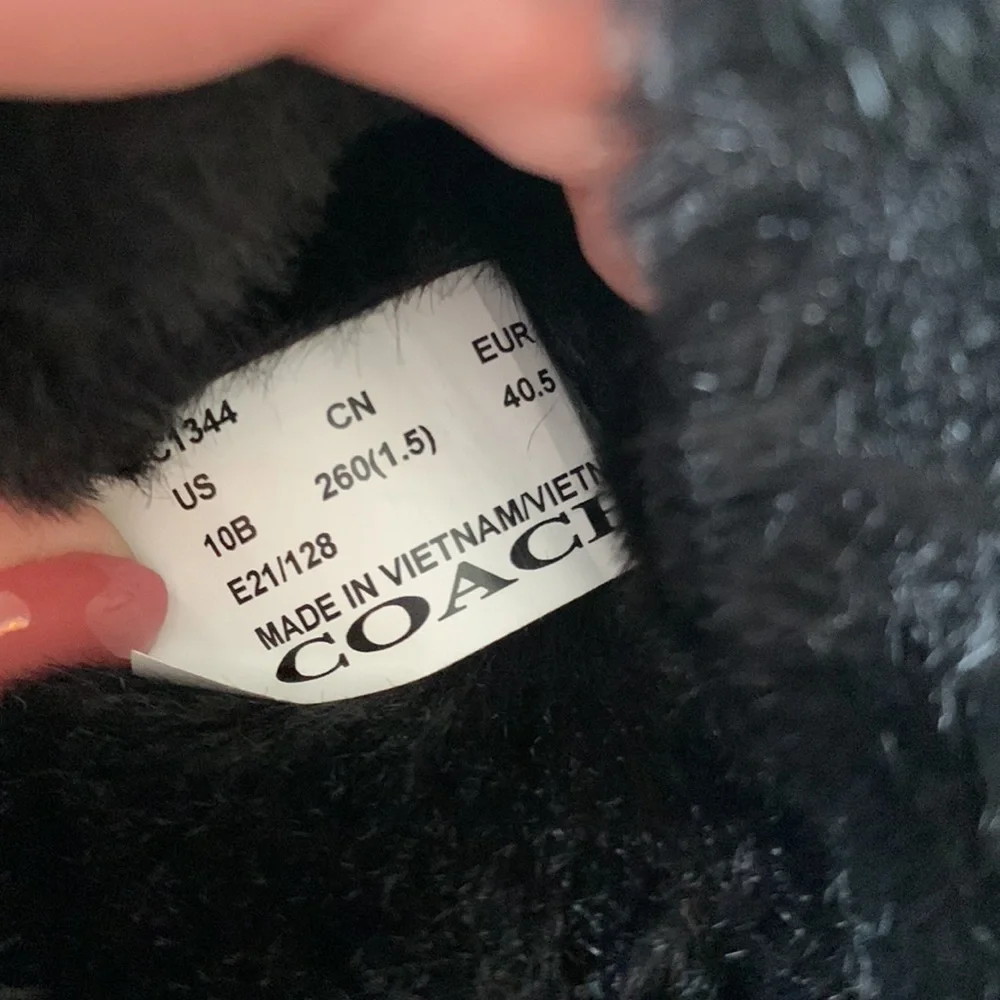 C1344
US CN EUR
10B 260(1.5) 40.5
E21/128
MADE IN VIETNAM/VIETN
COACH